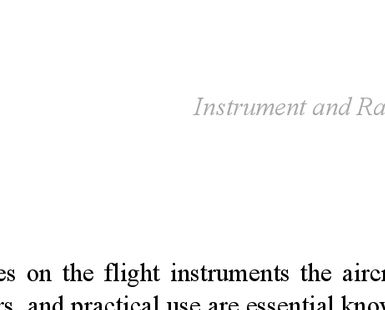 Instrument and Ra
es on the flight instruments the aircr
rs, and practical use are essential know